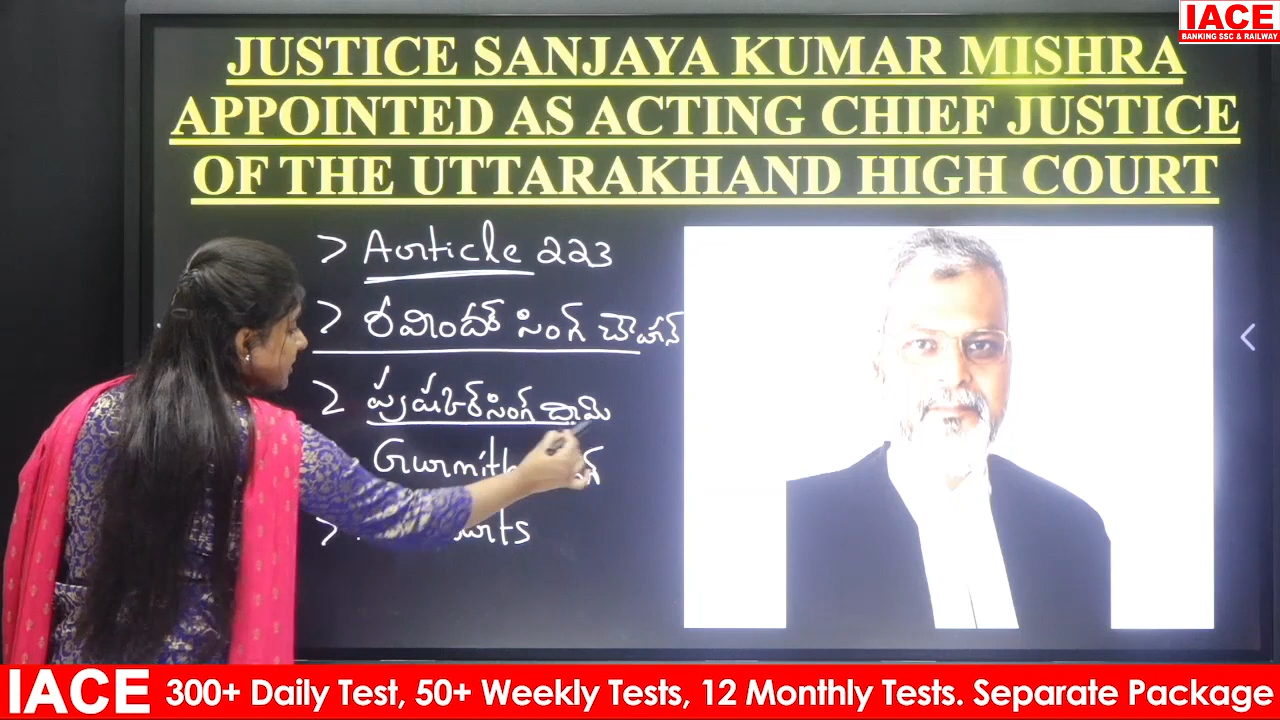 IACE
BANKING SSC & RAILWAY
JUSTICE SANJAYA KUMAR MISHRA
APPOINTED AS ACTING CHIEF JUSTICE
OF THE UTTARAKHAND HIGH COURT
> Article 223
> రవిందర్ సింగ్ చౌహాన్
సింగ్
Gurmith
>
IACE 300+ Daily Test, 50+ Weekly Tests, 12 Monthly Tests. Separate Package